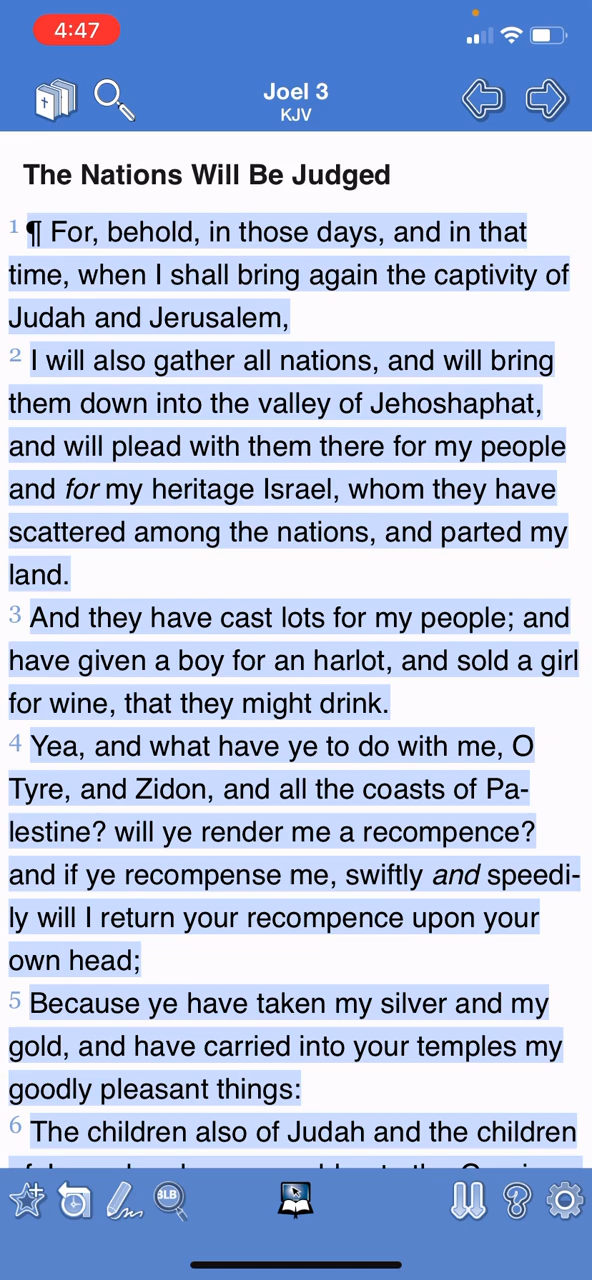 4:47
Joel 3
KJV
The Nations Will Be Judged
1 ¶ For, behold, in those days, and in that
time, when I shall bring again the captivity of
Judah and Jerusalem,
2 I will also gather all nations, and will bring
them down into the valley of Jehoshaphat,
and will plead with them there for my people
and for my heritage Israel, whom they have
scattered among the nations, and parted my
land.
3 And they have cast lots for my people; and
have given a boy for an harlot, and sold a girl
for wine, that they might drink.
4 Yea, and what have ye to do with me, O
Tyre, and Zidon, and all the coasts of Pa-
lestine? will ye render me a recompence?
and if ye recompense me, swiftly and speedi-
ly will I return your recompence upon your
own head;
5 Because ye have taken my silver and my
gold, and have carried into your temples my
goodly pleasant things:
6 The children also of Judah and the children
BLB